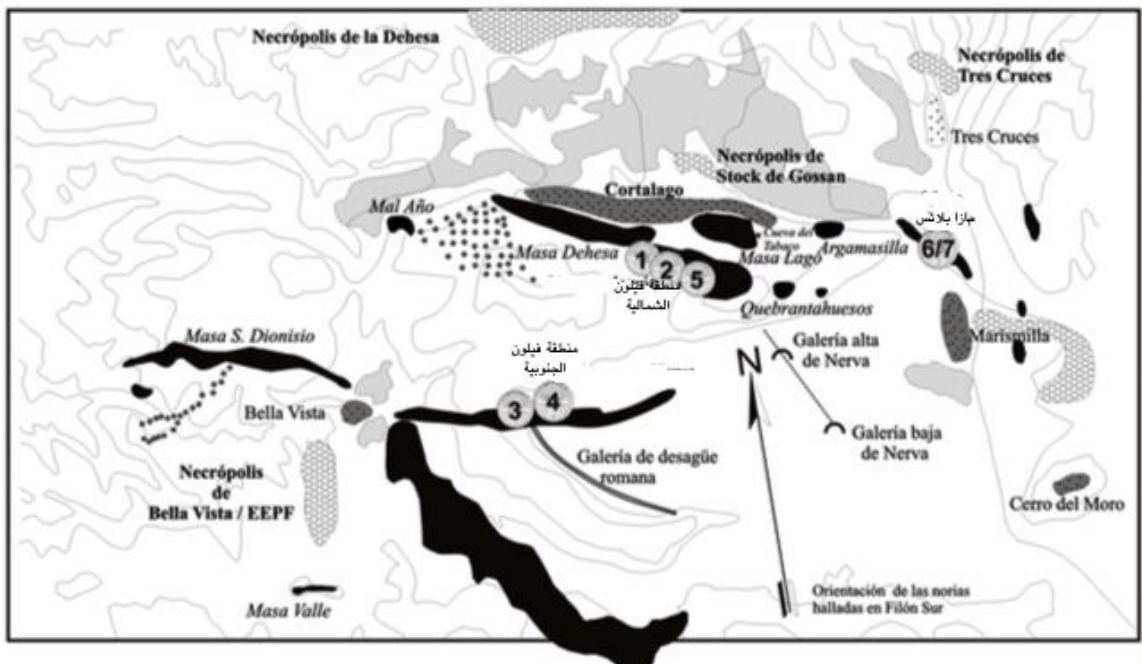 Necrópolis de la Dehesa
Necrópolis de
Tres Cruces
Tres Cruces
Necrópolis de
Stock de Gossan
Cortalago
Mal Año
مازا بلانس
Cueva del
Tabaco
Masa Dehesa
Masa Lago
Argamasilla
6/7
1
2
5
منطقة فيلون
الشمالية
Quebrantahuesos
Masa S. Dionisio
منطقة فيلون
الجنوبية
N
Galería alta
de Nerva
Marismilla
Bella Vista
3
4
Galería baja
de Nerva
Galería de desagüe
romana
Necrópolis
de
Bella Vista / EEPF
Cerro del Moro
Masa Valle
Orientación de las norias
halladas en Filón Sur